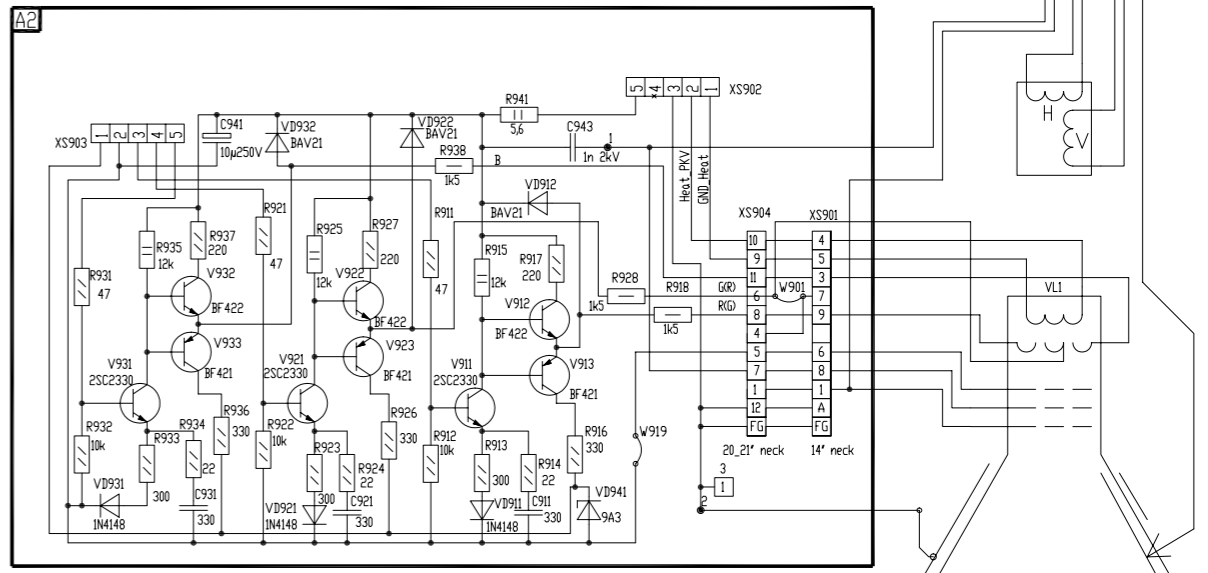 A2
XS903
1 2 3 4 5
C941
10µ250V
VD932
BAV21
VD922
BAV21
R941
5,6
C943
1n 2kV
1
5 *4 3 2 1
XS902
R938
1k5
B
VD912
BAV21
Heat_PKV
GND_Heat
H
V
R931
47
R935
12k
R937
220
V932
BF422
V933
BF421
V931
2SC2330
R932
10k
R933
300
R934
22
R936
330
VD931
1N4148
C931
330
R921
47
R925
12k
R927
220
V922
BF422
V923
BF421
V921
2SC2330
R922
10k
R923
300
R924
22
R926
330
VD921
1N4148
C921
330
R911
47
R915
12k
R917
220
V912
BF422
V913
BF421
V911
2SC2330
R912
10k
R913
300
R914
22
R916
330
VD911
1N4148
C911
330
VD941
9A3
R928
1k5
R918
1k5
G(R)
R(G)
W901
W919
XS904
10
9
11
6
8
4
5
7
1
12
FG
20_21" neck
XS901
4
5
3
7
9
6
8
1
A
FG
14" neck
3
1
2
VL1